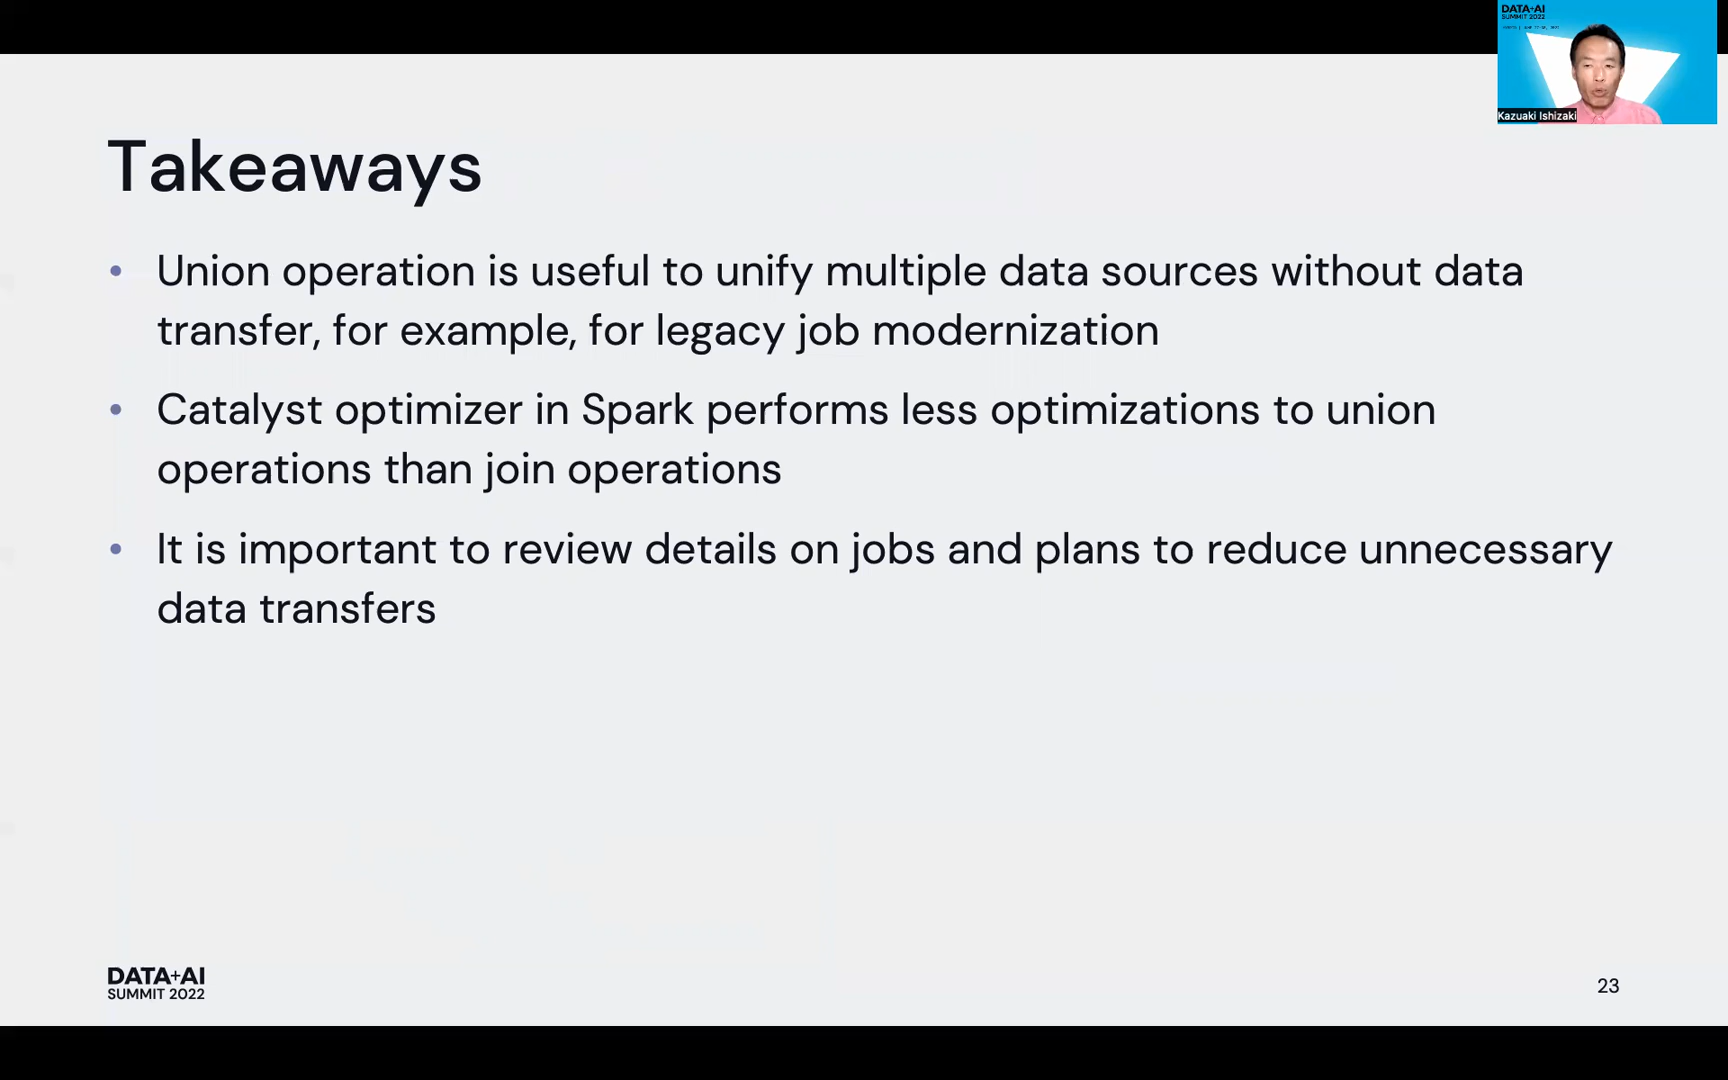 DATA+AI
SUMMIT 2022
Kazuaki Ishizaki
Takeaways
• Union operation is useful to unify multiple data sources without data
transfer, for example, for legacy job modernization
• Catalyst optimizer in Spark performs less optimizations to union
operations than join operations
• It is important to review details on jobs and plans to reduce unnecessary
data transfers
DATA+AI
SUMMIT 2022
23